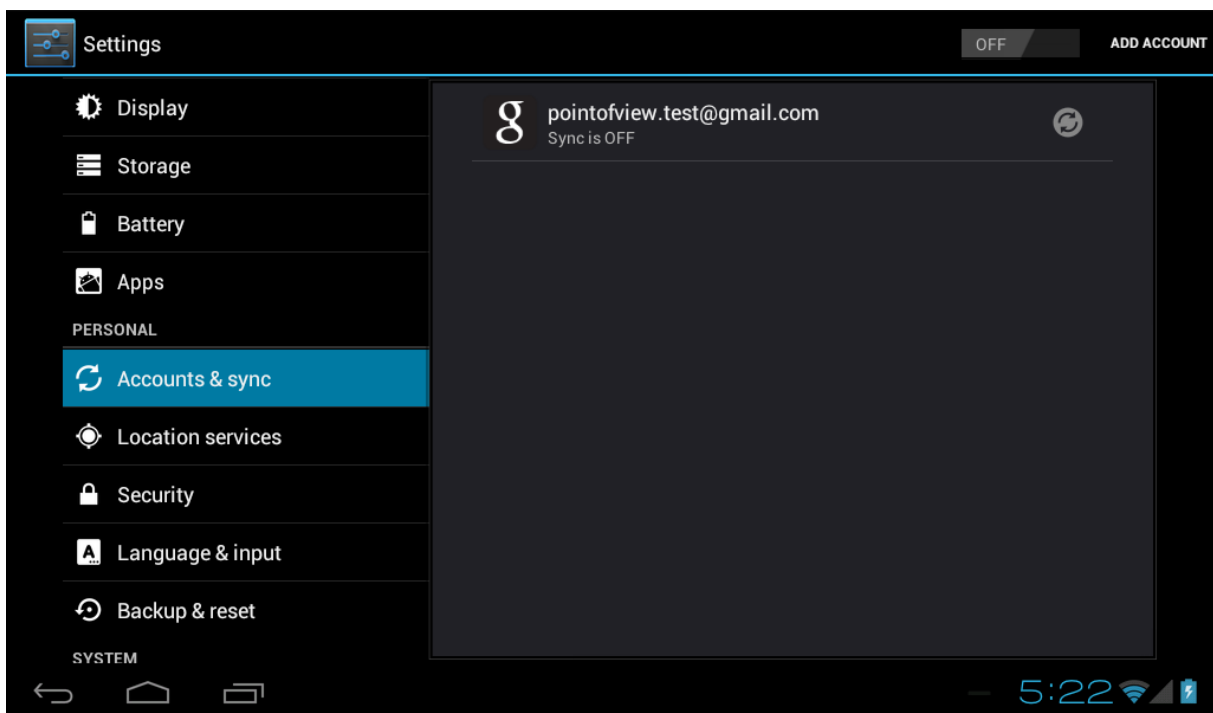 Settings
OFF
ADD ACCOUNT
Display
Storage
Battery
Apps
PERSONAL
Accounts & sync
Location services
Security
Language & input
Backup & reset
SYSTEM
g
pointofview.test@gmail.com
Sync is OFF
5:22